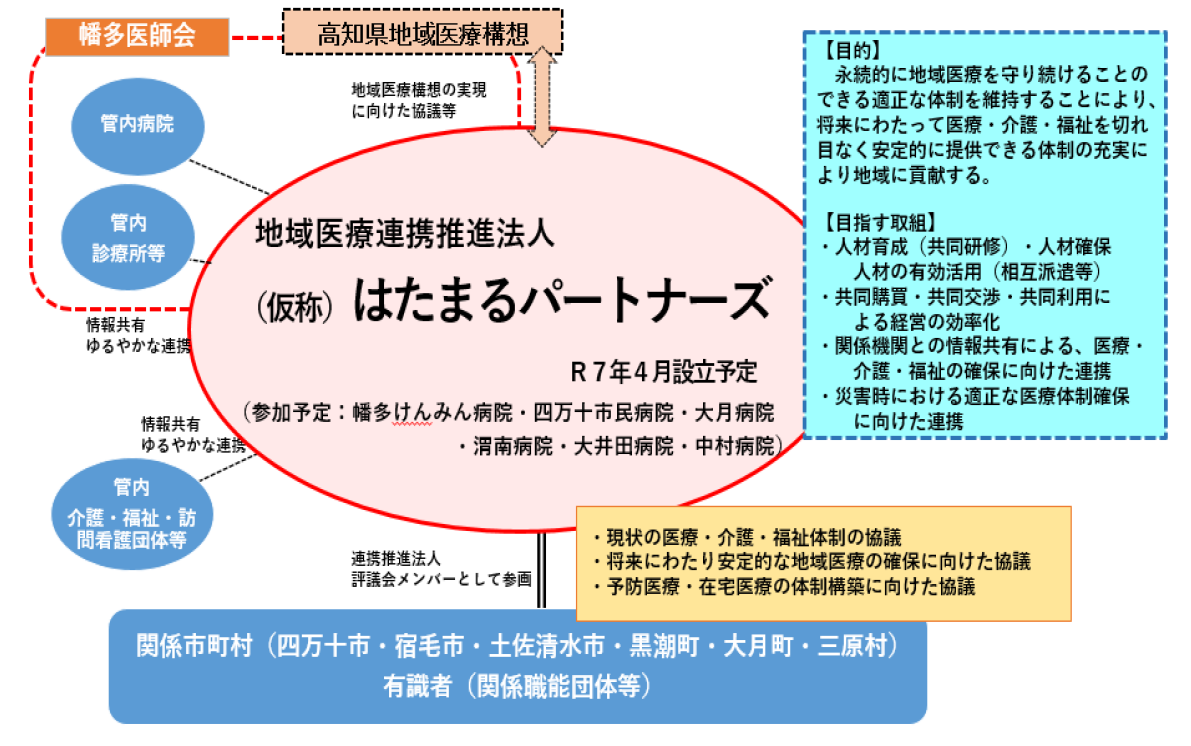 幡多医師会
高知県地域医療構想
地域医療構想の実現
に向けた協議等
管内病院
管内
診療所等
情報共有
ゆるやかな連携
情報共有
ゆるやかな連携
管内
介護・福祉・訪
問看護団体等
地域医療連携推進法人
（仮称）はたまるパートナーズ
Ｒ７年４月設立予定
（参加予定：幡多けんみん病院・四万十市民病院・大月病院
・渭南病院・大井田病院・中村病院）
【目的】
永続的に地域医療を守り続けることの
できる適正な体制を維持することにより、
将来にわたって医療・介護・福祉を切れ
目なく安定的に提供できる体制の充実に
より地域に貢献する。
【目指す取組】
・人材育成（共同研修）・人材確保
人材の有効活用（相互派遣等）
・共同購買・共同交渉・共同利用に
よる経営の効率化
・関係機関との情報共有による、医療・
介護・福祉の確保に向けた連携
・災害時における適正な医療体制確保
に向けた連携
・現状の医療・介護・福祉体制の協議
・将来にわたり安定的な地域医療の確保に向けた協議
・予防医療・在宅医療の体制構築に向けた協議
連携推進法人
評議会メンバーとして参画
関係市町村（四万十市・宿毛市・土佐清水市・黒潮町・大月町・三原村）
有識者（関係職能団体等）